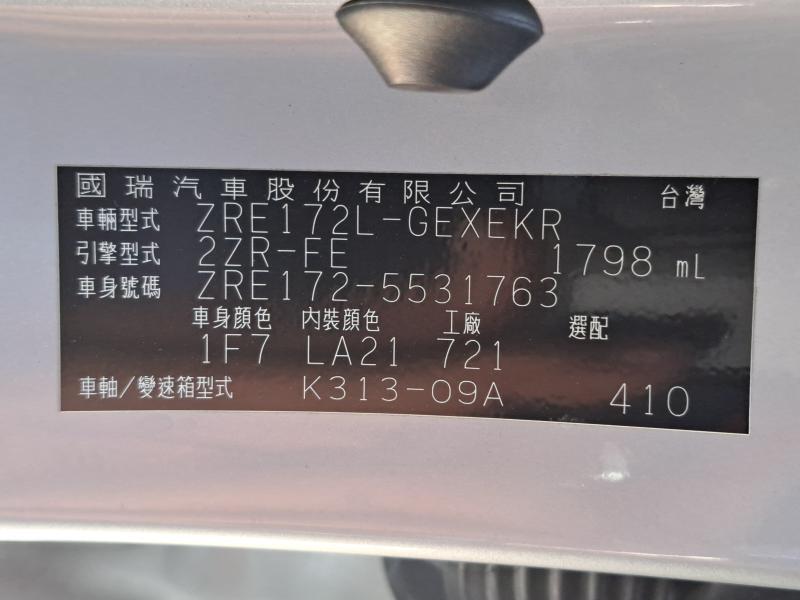 國瑞汽車股份有限公司 台灣
車輛型式 ZRE172L-GEXEKR
引擎型式 2ZR-FE 1798 mL
車身號碼 ZRE172-5531763
車身顏色 內裝顏色 工廠 選配
1F7 LA21 721
車軸/變速箱型式 K313-09A 410